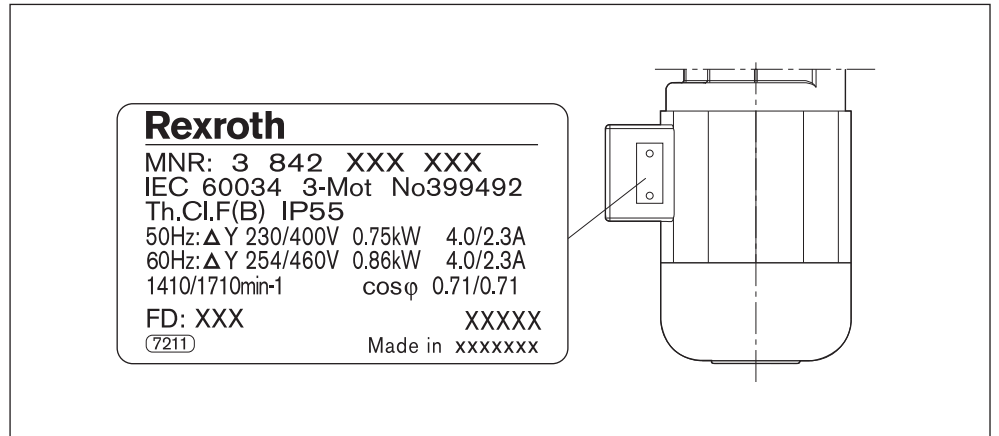 Rexroth
MNR: 3 842 XXX XXX
IEC 60034 3-Mot No399492
Th.Cl.F(B) IP55
50Hz: Δ Y 230/400V 0.75kW 4.0/2.3A
60Hz: Δ Y 254/460V 0.86kW 4.0/2.3A
1410/1710min-1 cosφ 0.71/0.71
FD: XXX XXXXX
7211 Made in xxxxxxx